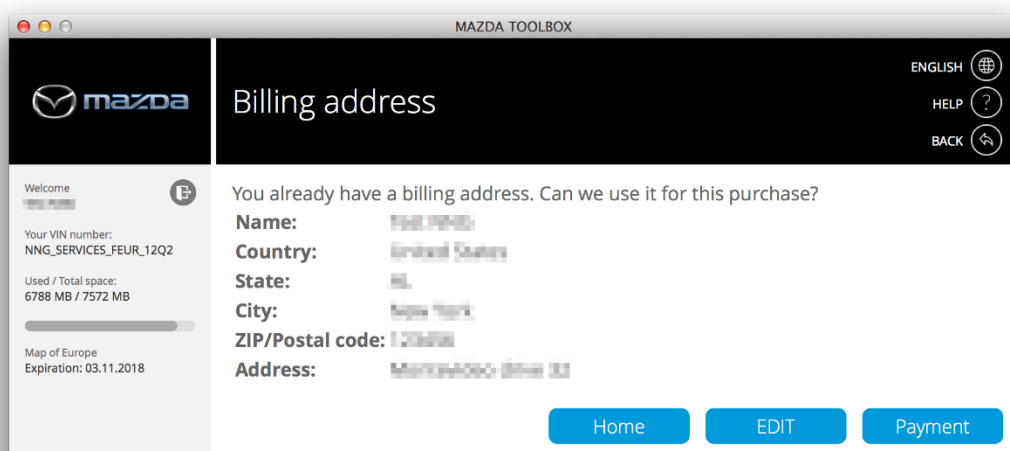 MAZDA TOOLBOX
mazda
Billing address
ENGLISH
HELP ?
BACK
Welcome
Your VIN number:
NNG_SERVICES_FEUR_12Q2
Used / Total space:
6788 MB / 7572 MB
Map of Europe
Expiration: 03.11.2018
You already have a billing address. Can we use it for this purchase?
Name:
Country:
State:
City:
ZIP/Postal code:
Address:
Home
EDIT
Payment